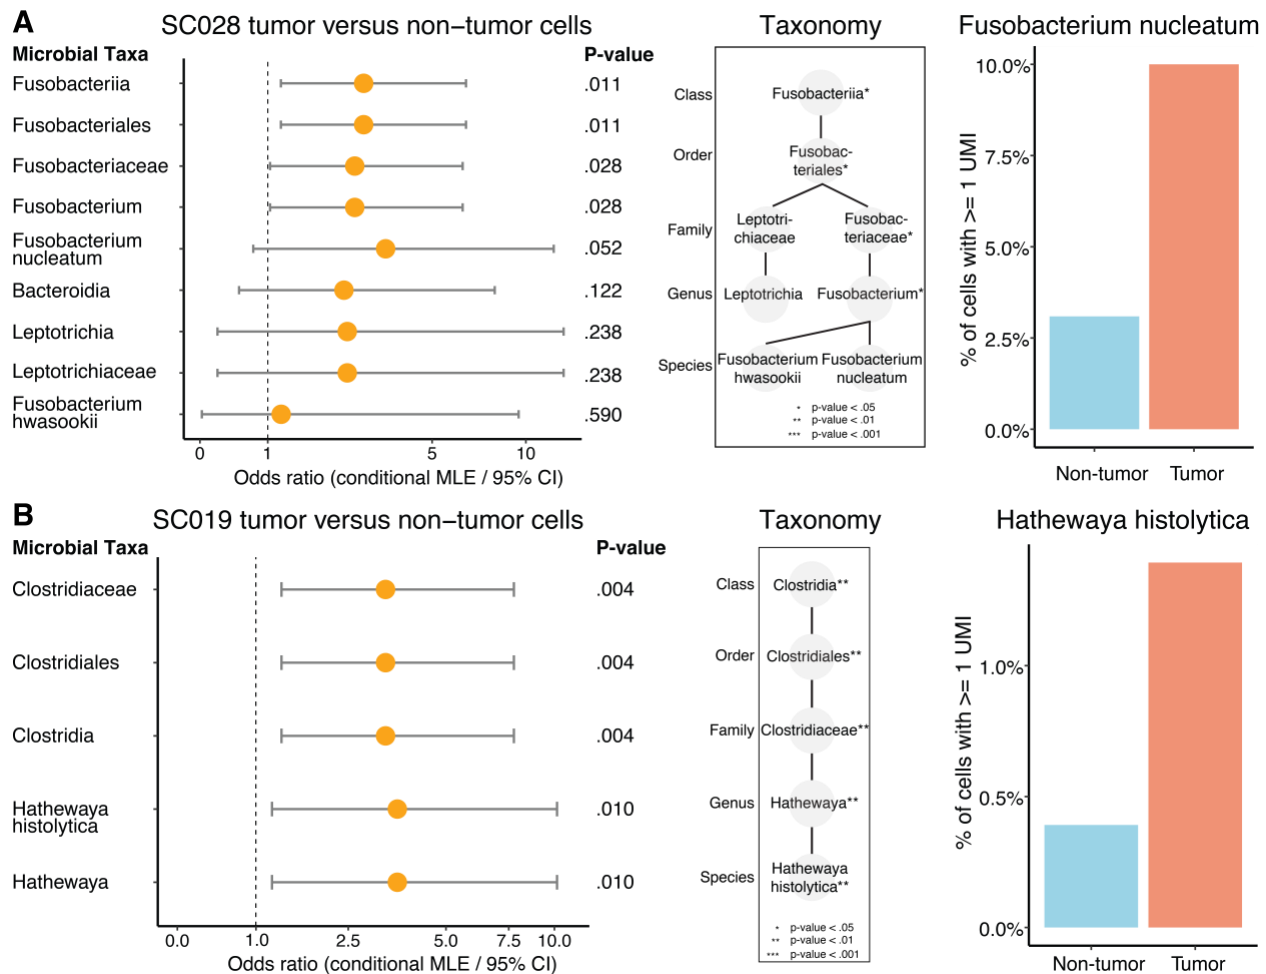 A
SC028 tumor versus non−tumor cells
Microbial Taxa
P-value
Fusobacteriia
.011
Fusobacteriales
.011
Fusobacteriaceae
.028
Fusobacterium
.028
Fusobacterium
nucleatum
.052
Bacteroidia
.122
Leptotrichia
.238
Leptotrichiaceae
.238
Fusobacterium
hwasookii
.590
0 1 5 10
Odds ratio (conditional MLE / 95% CI)
Taxonomy
Class
Fusobacteriia*
Order
Fusobac-
teriales*
Family
Leptotri-
chiaceae
Fusobac-
teriaceae*
Genus
Leptotrichia
Fusobacterium*
Species
Fusobacterium
hwasookii
Fusobacterium
nucleatum
* p-value < .05
** p-value < .01
*** p-value < .001
Fusobacterium nucleatum
% of cells with >= 1 UMI
10.0%
7.5%
5.0%
2.5%
0.0%
Non-tumor Tumor
B
SC019 tumor versus non−tumor cells
Microbial Taxa
P-value
Clostridiaceae
.004
Clostridiales
.004
Clostridia
.004
Hathewaya
histolytica
.010
Hathewaya
.010
0.0 1.0 2.5 5.0 7.5 10.0
Odds ratio (conditional MLE / 95% CI)
Taxonomy
Class
Clostridia**
Order
Clostridiales**
Family
Clostridiaceae**
Genus
Hathewaya**
Species
Hathewaya
histolytica**
* p-value < .05
** p-value < .01
*** p-value < .001
Hathewaya histolytica
% of cells with >= 1 UMI
1.0%
0.5%
0.0%
Non-tumor Tumor